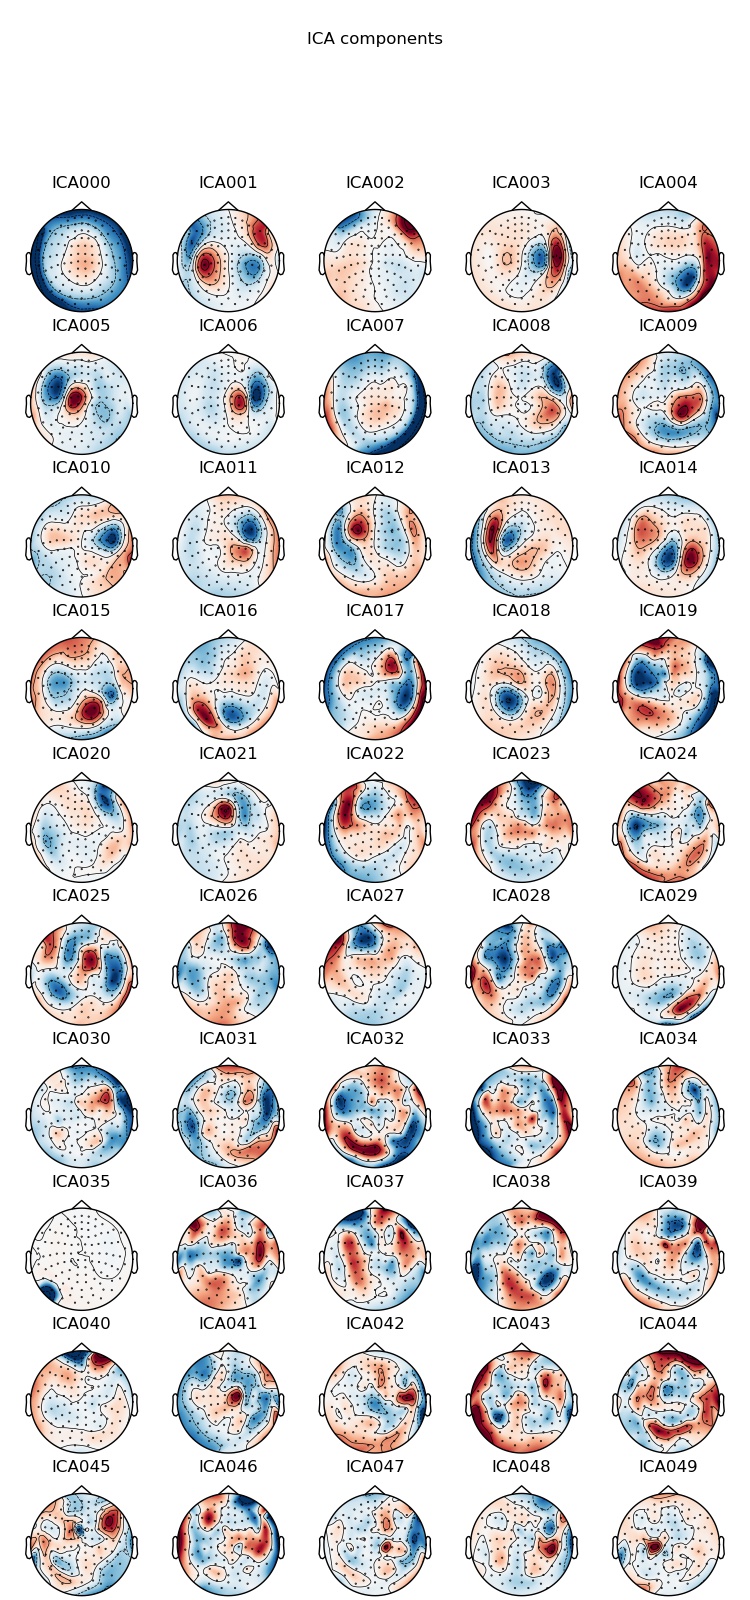 ICA components
ICA000 ICA001 ICA002 ICA003 ICA004
ICA005 ICA006 ICA007 ICA008 ICA009
ICA010 ICA011 ICA012 ICA013 ICA014
ICA015 ICA016 ICA017 ICA018 ICA019
ICA020 ICA021 ICA022 ICA023 ICA024
ICA025 ICA026 ICA027 ICA028 ICA029
ICA030 ICA031 ICA032 ICA033 ICA034
ICA035 ICA036 ICA037 ICA038 ICA039
ICA040 ICA041 ICA042 ICA043 ICA044
ICA045 ICA046 ICA047 ICA048 ICA049